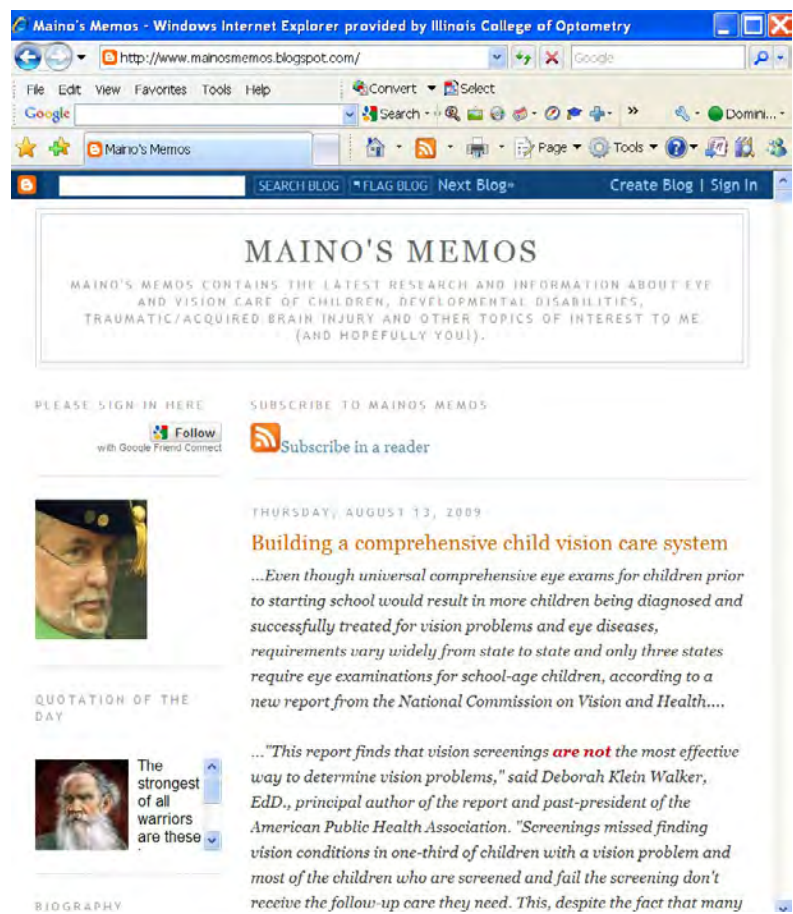 Maino's Memos - Windows Internet Explorer provided by Illinois College of Optometry
http://www.mainosmemos.blogspot.com/
Google
File Edit View Favorites Tools Help
Convert Select
Google
Search
Domini...
Maino's Memos
Page Tools
SEARCH BLOG FLAG BLOG Next Blog» Create Blog | Sign In
MAINO'S MEMOS
MAINO'S MEMOS CONTAINS THE LATEST RESEARCH AND INFORMATION ABOUT EYE
AND VISION CARE OF CHILDREN, DEVELOPMENTAL DISABILITIES,
TRAUMATIC/ACQUIRED BRAIN INJURY AND OTHER TOPICS OF INTEREST TO ME
(AND HOPEFULLY YOU!).
PLEASE SIGN IN HERE
Follow
with Google Friend Connect
SUBSCRIBE TO MAINOS MEMOS
Subscribe in a reader
THURSDAY, AUGUST 13, 2009
Building a comprehensive child vision care system
...Even though universal comprehensive eye exams for children prior
to starting school would result in more children being diagnosed and
successfully treated for vision problems and eye diseases,
requirements vary widely from state to state and only three states
require eye examinations for school-age children, according to a
new report from the National Commission on Vision and Health....
..."This report finds that vision screenings are not the most effective
way to determine vision problems," said Deborah Klein Walker,
EdD., principal author of the report and past-president of the
American Public Health Association. "Screenings missed finding
vision conditions in one-third of children with a vision problem and
most of the children who are screened and fail the screening don't
receive the follow-up care they need. This, despite the fact that many
QUOTATION OF THE
DAY
The
strongest
of all
warriors
are these
BIOGRAPHY